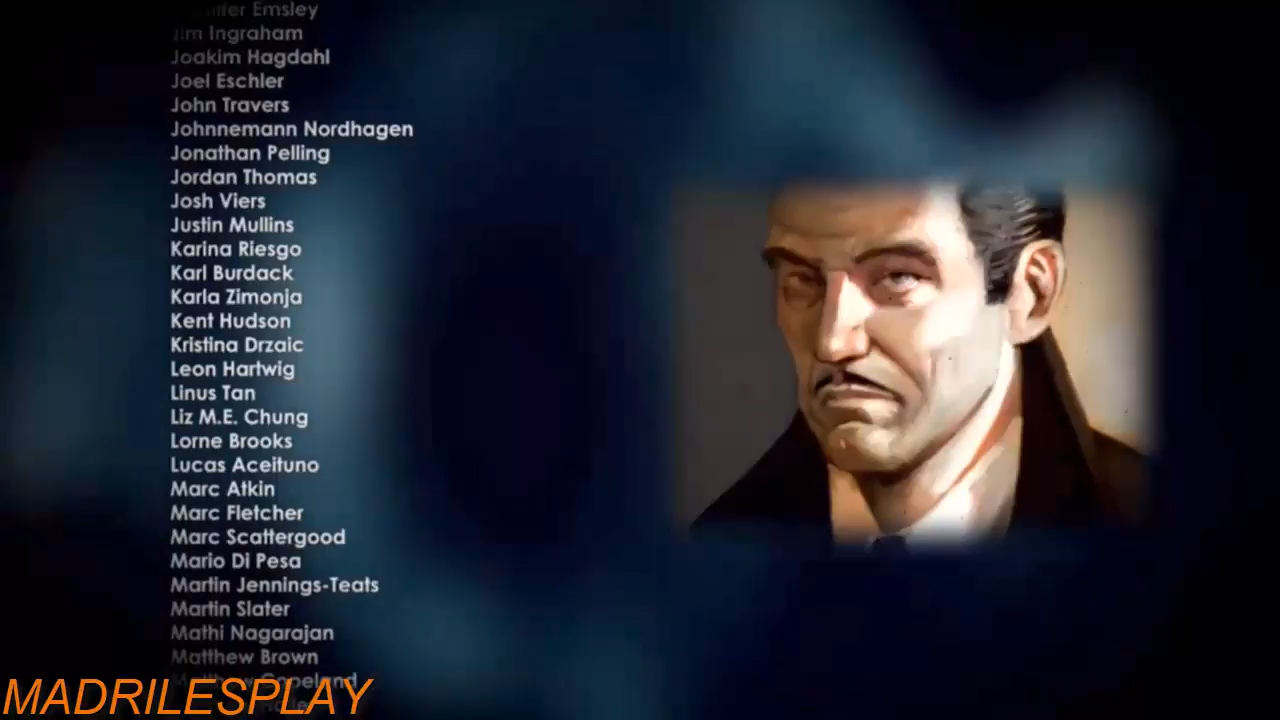 Emsley
Jim Ingraham
Joakim Hagdahl
Joel Eschler
John Travers
Johnnemann Nordhagen
Jonathan Pelling
Jordan Thomas
Josh Viers
Justin Mullins
Karina Riesgo
Karl Burdack
Karla Zimonja
Kent Hudson
Kristina Drzaic
Leon Hartwig
Linus Tan
Liz M.E. Chung
Lorne Brooks
Lucas Aceituno
Marc Atkin
Marc Fletcher
Marc Scattergood
Mario Di Pesa
Martin Jennings-Teats
Martin Slater
Mathi Nagarajan
Matthew Brown
Matthew Copeland
MADRILESPLAY